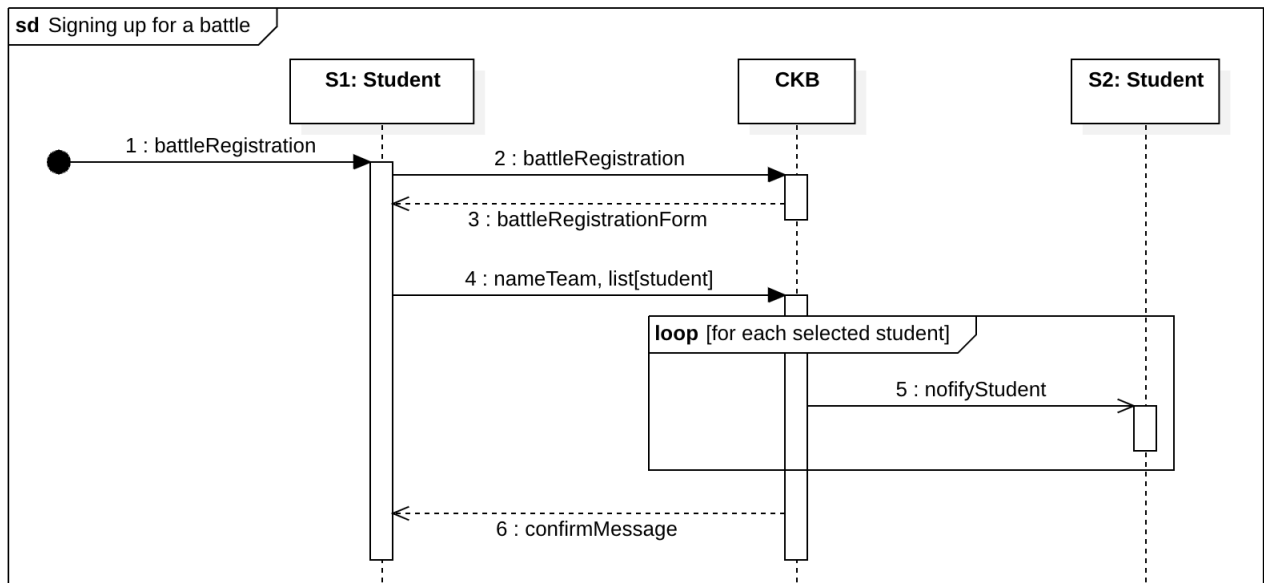 sd Signing up for a battle
S1: Student
CKB
S2: Student
1 : battleRegistration
2 : battleRegistration
3 : battleRegistrationForm
4 : nameTeam, list[student]
loop [for each selected student]
5 : nofifyStudent
6 : confirmMessage